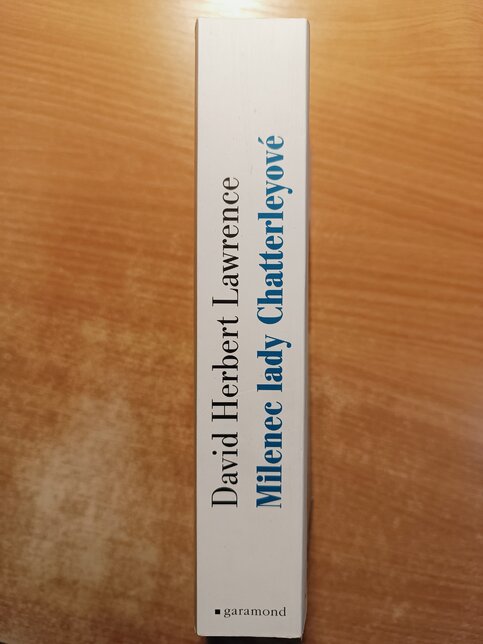 David Herbert Lawrence
Milenec lady Chatterleyové
garamond